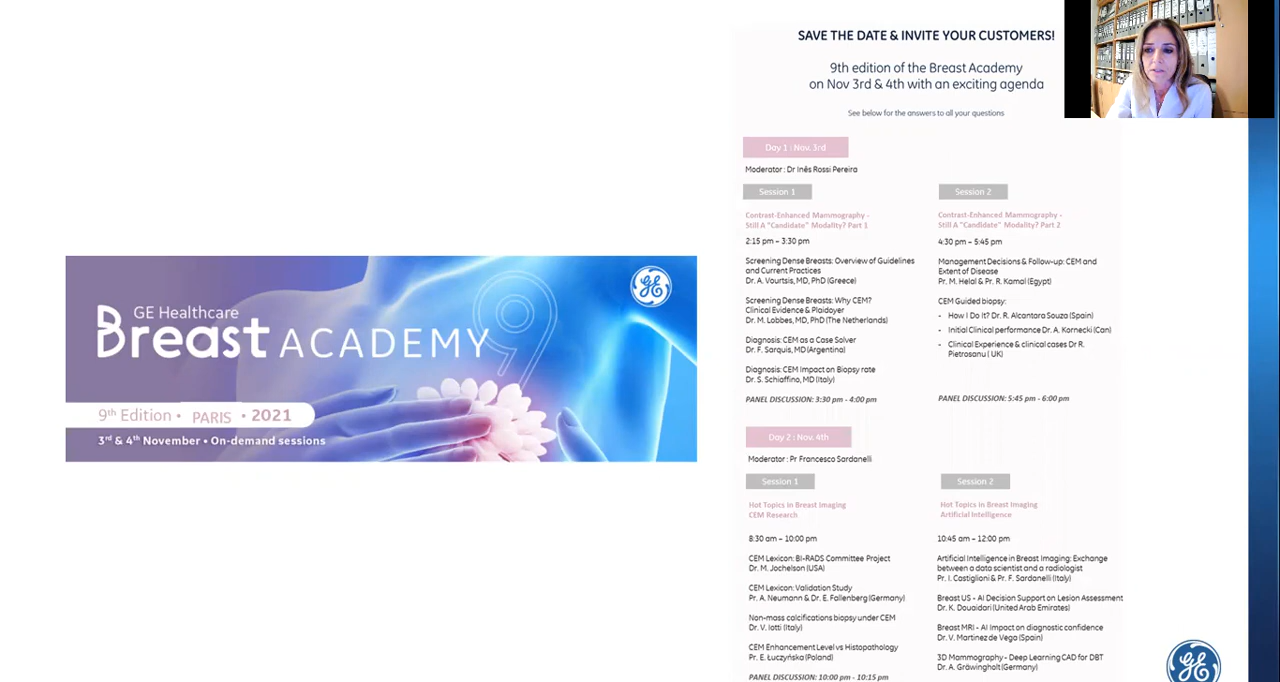 GE Healthcare
Breast ACADEMY
9
9th Edition • PARIS • 2021
3rd & 4th November • On-demand sessions
GE
SAVE THE DATE & INVITE YOUR CUSTOMERS!
9th edition of the Breast Academy
on Nov 3rd & 4th with an exciting agenda
See below for the answers to all your questions
Day 1 : Nov. 3rd
Moderator : Dr Inês Rossi Pereira
Session 1
Contrast-Enhanced Mammography -
Still A "Candidate" Modality? Part 1
2:15 pm – 3:30 pm
Screening Dense Breasts: Overview of Guidelines
and Current Practices
Dr. A. Vourtsis, MD, PhD (Greece)
Screening Dense Breasts: Why CEM?
Clinical Evidence & Plaidoyer
Dr. M. Lobbes, MD, PhD (The Netherlands)
Diagnosis: CEM as a Case Solver
Dr. F. Sarquis, MD (Argentina)
Diagnosis: CEM Impact on Biopsy rate
Dr. S. Schiaffino, MD (Italy)
PANEL DISCUSSION: 3:30 pm - 4:00 pm
Session 2
Contrast-Enhanced Mammography -
Still A "Candidate" Modality? Part 2
4:30 pm – 5:45 pm
Management Decisions & Follow-up: CEM and
Extent of Disease
Pr. M. Helal & Pr. R. Kamal (Egypt)
CEM Guided biopsy:
- How I Do It? Dr. R. Alcantara Souza (Spain)
- Initial Clinical performance Dr. A. Kornecki (Can)
- Clinical Experience & clinical cases Dr R.
Pietrosanu ( UK)
PANEL DISCUSSION: 5:45 pm - 6:00 pm
Day 2 : Nov. 4th
Moderator : Pr Francesco Sardanelli
Session 1
Hot Topics in Breast Imaging
CEM Research
8:30 am – 10:00 pm
CEM Lexicon: BI-RADS Committee Project
Dr. M. Jochelson (USA)
CEM Lexicon: Validation Study
Pr. A. Neumann & Dr. E. Fallenberg (Germany)
Non-mass calcifications biopsy under CEM
Dr. V. Iotti (Italy)
CEM Enhancement Level vs Histopathology
Pr. E. Łuczyńska (Poland)
PANEL DISCUSSION: 10:00 pm - 10:15 pm
Session 2
Hot Topics in Breast Imaging
Artificial Intelligence
10:45 am – 12:00 pm
Artificial Intelligence in Breast Imaging: Exchange
between a data scientist and a radiologist
Pr. I. Castiglioni & Pr. F. Sardanelli (Italy)
Breast US - AI Decision Support on Lesion Assessment
Dr. K. Douaidari (United Arab Emirates)
Breast MRI - AI Impact on diagnostic confidence
Dr. V. Martinez de Vega (Spain)
3D Mammography - Deep Learning CAD for DBT
Dr. A. Gräwingholt (Germany)
GE